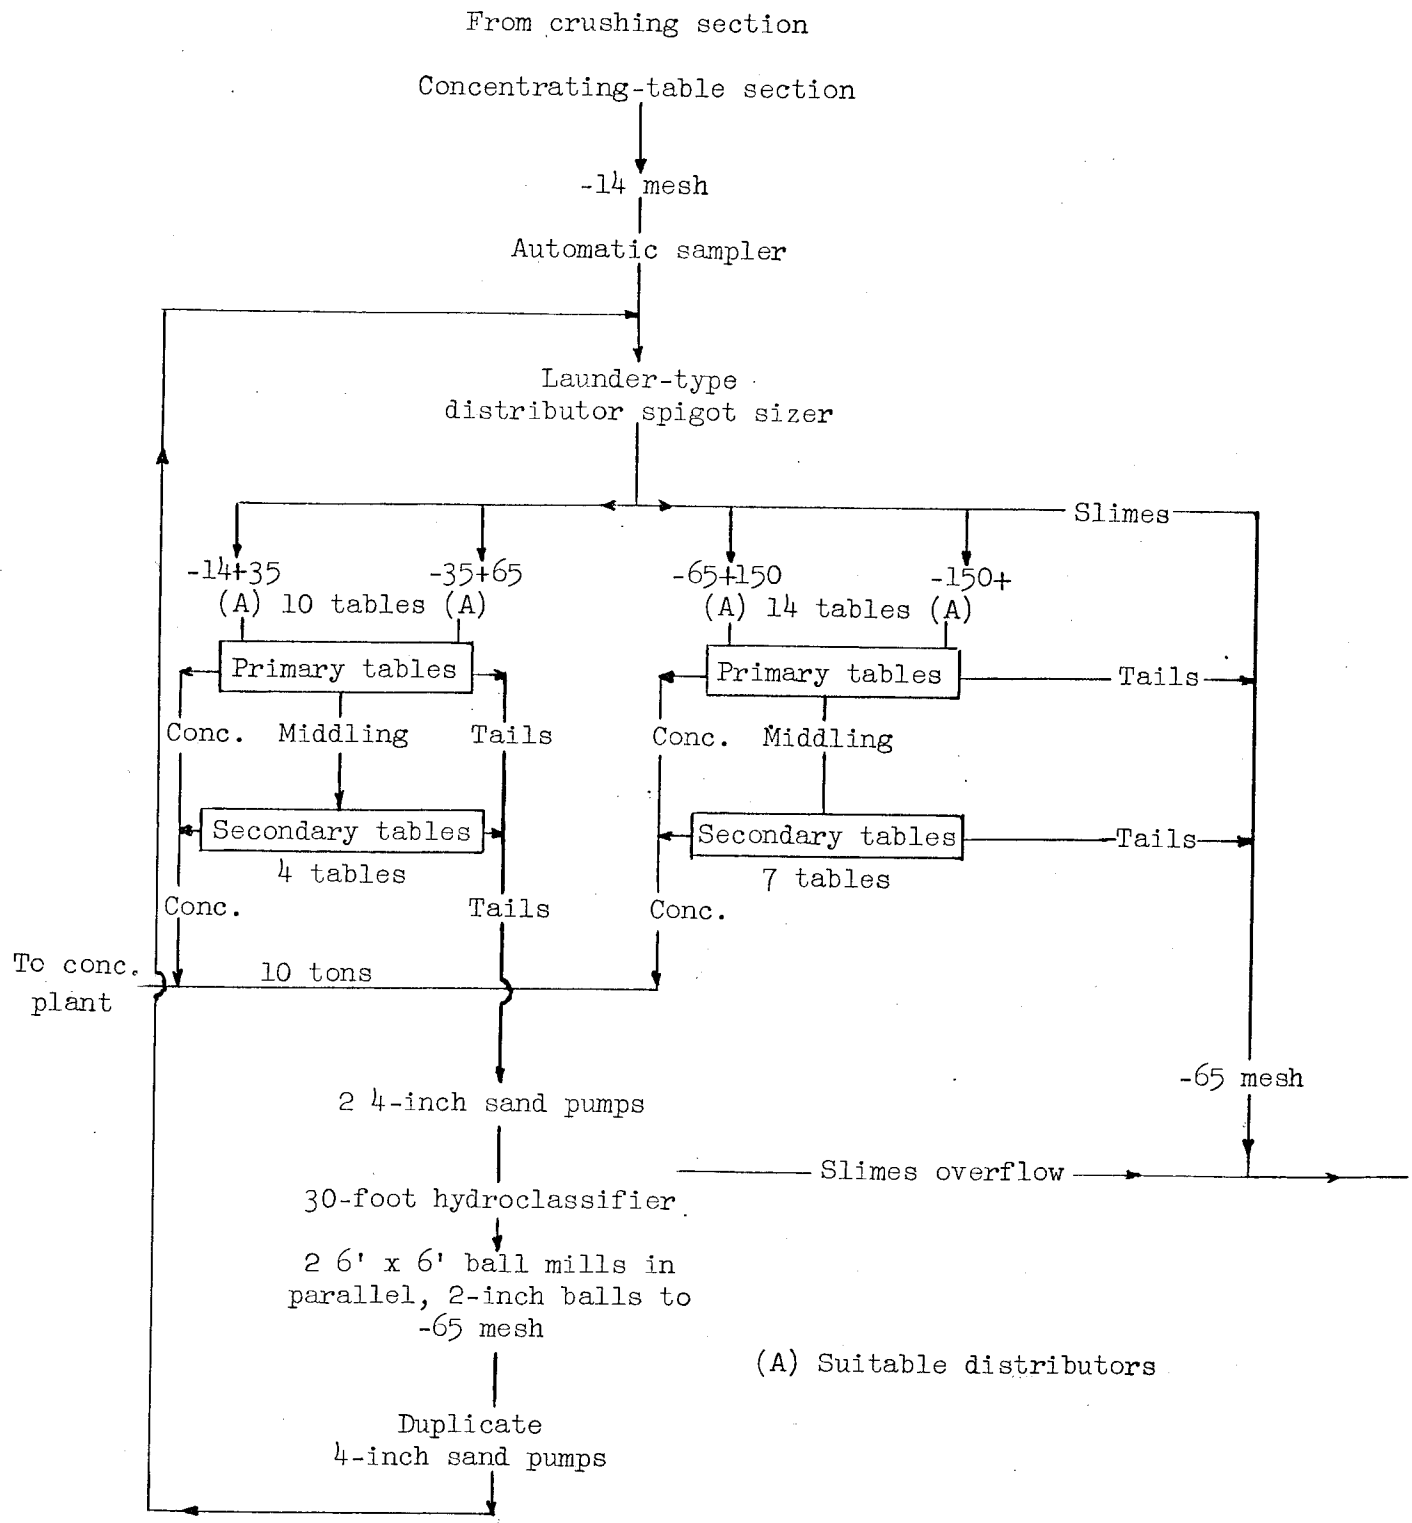 From crushing section
Concentrating-table section
-14 mesh
Automatic sampler
Launder-type
distributor spigot sizer
Slimes
-14+35
-35+65
-65+150
-150+
(A) 10 tables (A)
(A) 14 tables (A)
Primary tables
Primary tables
Tails
Conc.
Middling
Tails
Conc.
Middling
Secondary tables
Secondary tables
Tails
4 tables
7 tables
Conc.
Tails
Conc.
To conc.
plant
10 tons
-65 mesh
2 4-inch sand pumps
Slimes overflow
30-foot hydroclassifier
2 6' x 6' ball mills in
parallel, 2-inch balls to
-65 mesh
(A) Suitable distributors
Duplicate
4-inch sand pumps